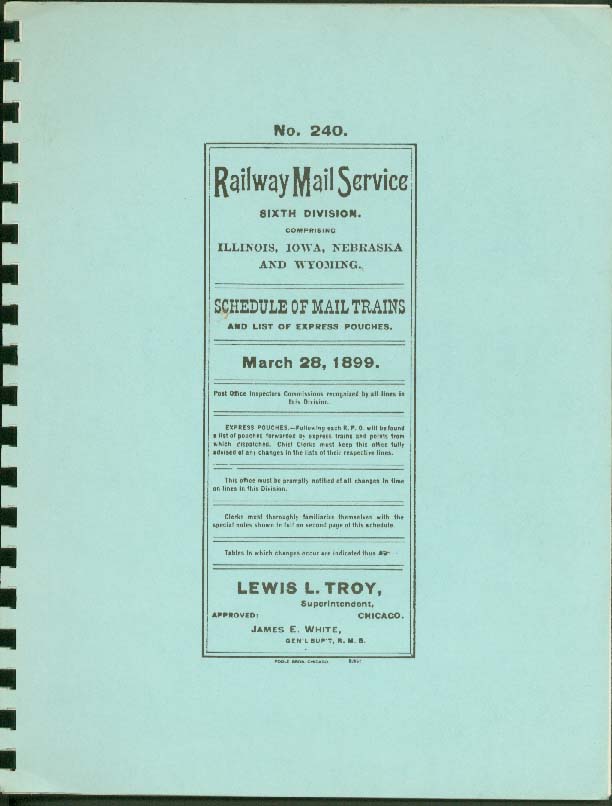 No. 240.
Railway Mail Service
SIXTH DIVISION.
COMPRISING
ILLINOIS, IOWA, NEBRASKA
AND WYOMING.
SCHEDULE OF MAIL TRAINS
AND LIST OF EXPRESS POUCHES.
March 28, 1899.
Post Office Inspectors Commissions recognized by all lines in
this Division.
EXPRESS POUCHES.—Following each R. P. O. will be found
a list of pouches forwarded by express trains and points from
which dispatched. Chief Clerks must keep this office fully
advised of any changes in the lists of their respective lines.
This office must be promptly notified of all changes in time
on lines in this Division.
Clerks must thoroughly familiarize themselves with the
special notes shown in full on second page of this schedule.
Tables in which changes occur are indicated thus
LEWIS L. TROY,
Superintendent,
APPROVED: CHICAGO.
JAMES E. WHITE,
GEN'L SUP'T, R. M. S.
POOLE BROS. CHICAGO.